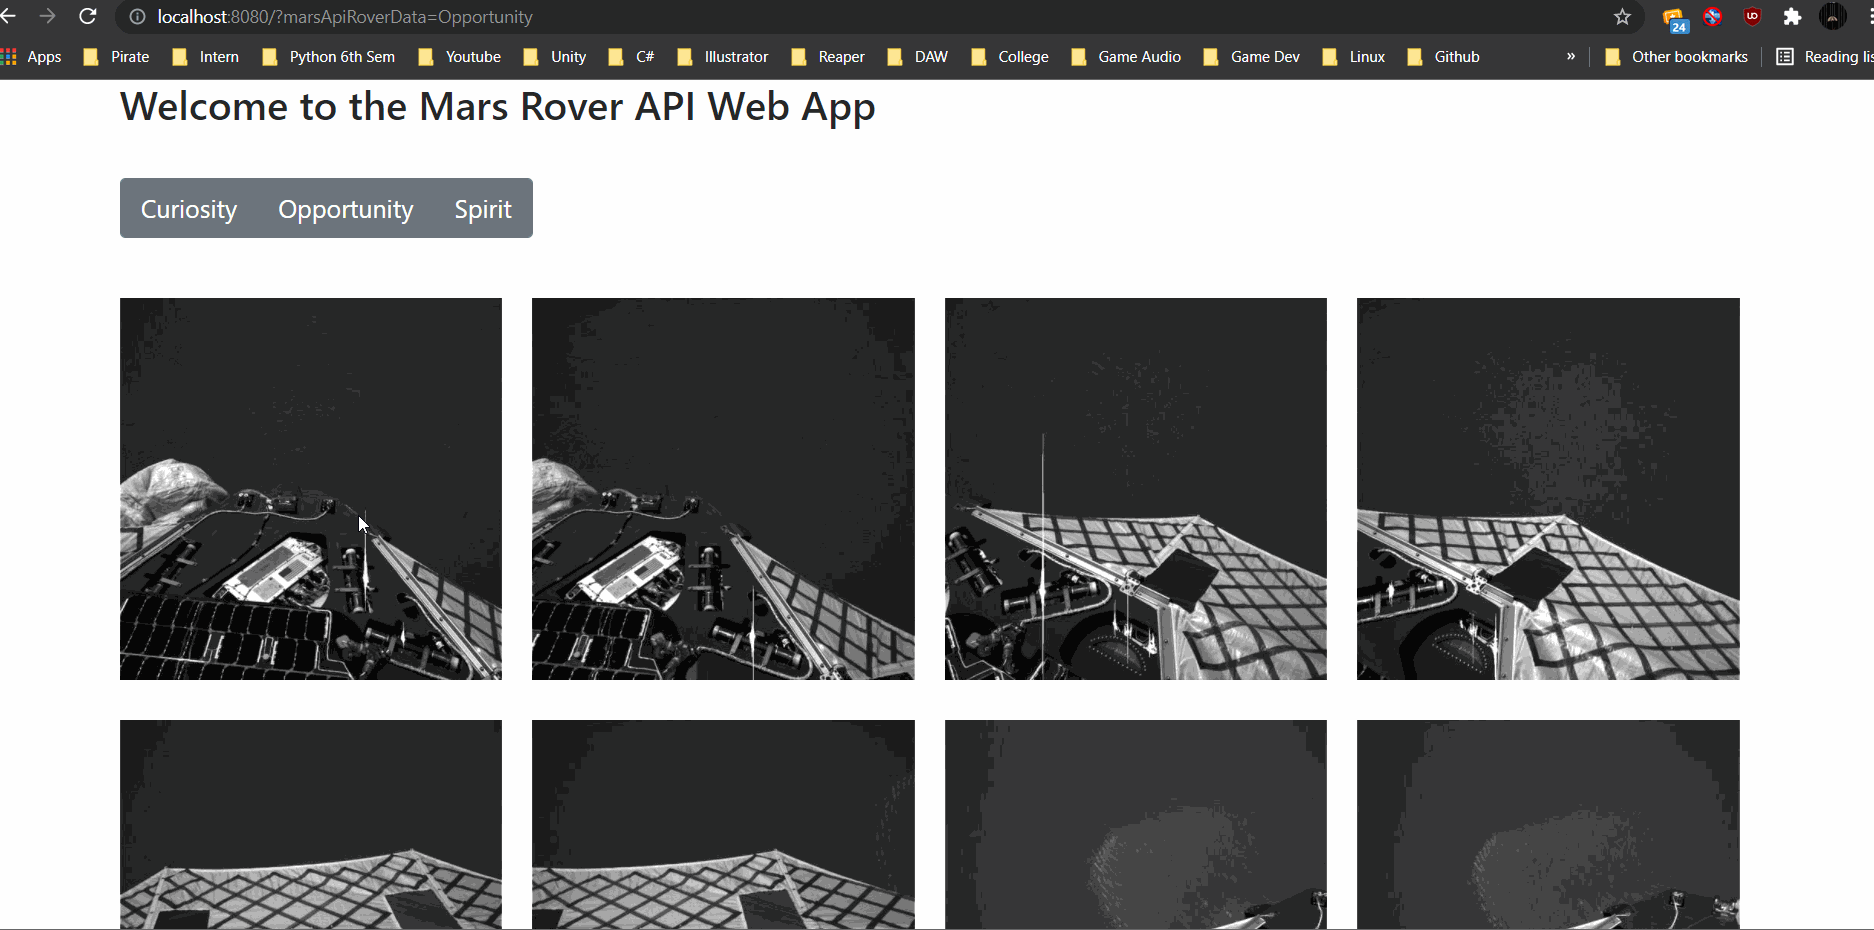 localhost:8080/?marsApiRoverData=Opportunity
24
Apps Pirate Intern Python 6th Sem Youtube Unity C# Illustrator Reaper DAW College Game Audio Game Dev Linux Github » Other bookmarks Reading lis
Welcome to the Mars Rover API Web App
Curiosity Opportunity Spirit